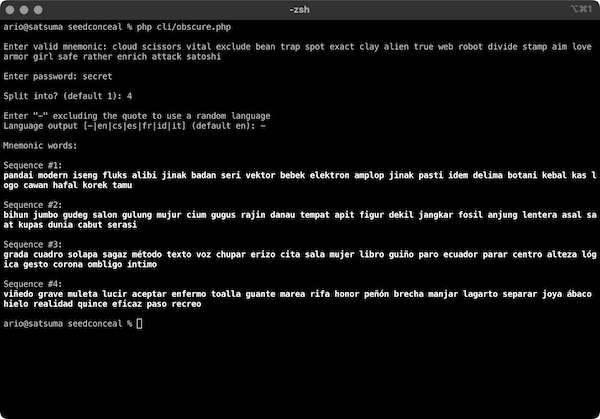 -zsh
⌥⌘1
ario@satsuma seedconceal % php cli/obscure.php
Enter valid mnemonic: cloud scissors vital exclude bean trap spot exact clay alien true web robot divide stamp aim love
armor girl safe rather enrich attack satoshi
Enter password: secret
Split into? (default 1): 4
Enter "-" excluding the quote to use a random language
Language output [-|en|cs|es|fr|id|it] (default en): -
Mnemonic words:
Sequence #1:
pandai modern iseng fluks alibi jinak badan seri vektor bebek elektron amplop jinak pasti idem delima botani kebal kas l
ogo cawan hafal korek tamu
Sequence #2:
bihun jumbo gudeg salon gulung mujur cium gugus rajin danau tempat apit figur dekil jangkar fosil anjung lentera asal sa
at kupas dunia cabut serasi
Sequence #3:
grada cuadro solapa sagaz método texto voz chupar erizo cita sala mujer libro guiño paro ecuador parar centro alteza lóg
ica gesto corona ombligo íntimo
Sequence #4:
viñedo grave muleta lucir aceptar enfermo toalla guante marea rifa honor peñón brecha manjar lagarto separar joya ábaco
hielo realidad quince eficaz paso recreo
ario@satsuma seedconceal %